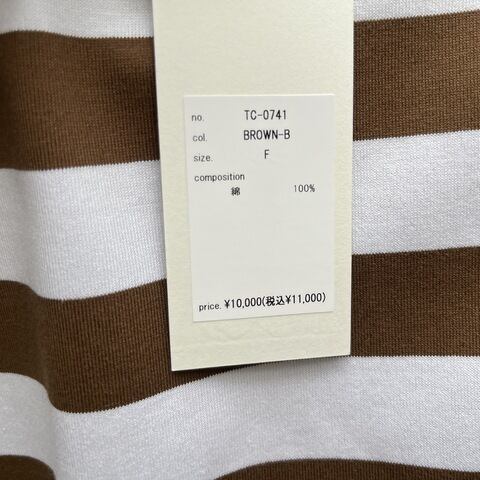 no. TC-0741
col. BROWN-B
size. F
composition
綿 100%
price. ¥10,000(税込¥11,000)